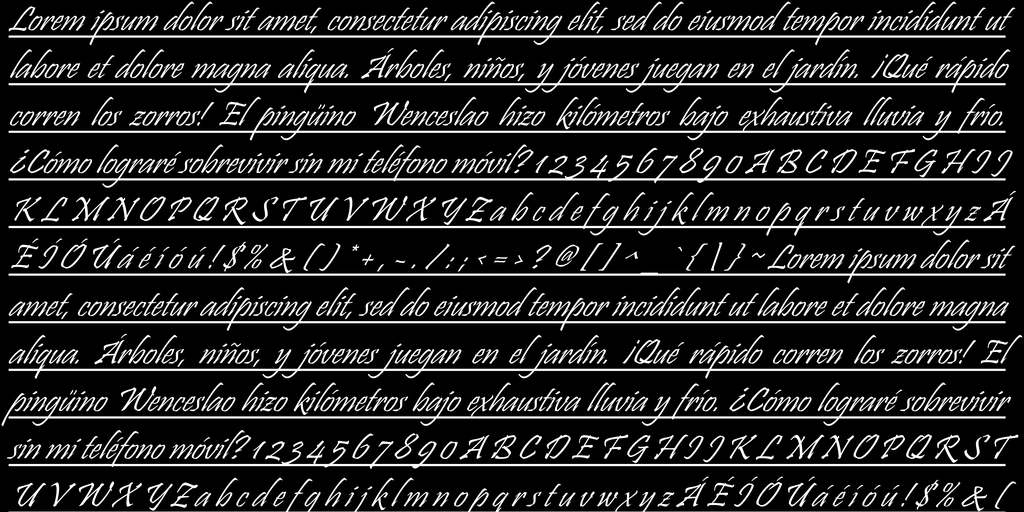 Lorem ipsum dolor sit amet, consectetur adipiscing elit, sed do eiusmod tempor incididunt ut
labore et dolore magna aliqua. Árboles, niños, y jóvenes juegan en el jardín. ¡Qué rápido
corren los zorros! El pingüino Wenceslao hizo kilómetros bajo exhaustiva lluvia y frío.
¿Cómo lograré sobrevivir sin mi teléfono móvil? 1 2 3 4 5 6 7 8 9 0 A B C D E F G H I J
K L M N O P Q R S T U V W X Y Z a b c d e f g h i j k l m n o p q r s t u v w x y z Á
É Í Ó Ú á é í ó ú ! $ % & ( ) * + , - . / : ; < = > ? @ [ ] ^ _ ` { | } ~ Lorem ipsum dolor sit
amet, consectetur adipiscing elit, sed do eiusmod tempor incididunt ut labore et dolore magna
aliqua. Árboles, niños, y jóvenes juegan en el jardín. ¡Qué rápido corren los zorros! El
pingüino Wenceslao hizo kilómetros bajo exhaustiva lluvia y frío. ¿Cómo lograré sobrevivir
sin mi teléfono móvil? 1 2 3 4 5 6 7 8 9 0 A B C D E F G H I J K L M N O P Q R S T
U V W X Y Z a b c d e f g h i j k l m n o p q r s t u v w x y z Á É Í Ó Ú á é í ó ú ! $ % & (